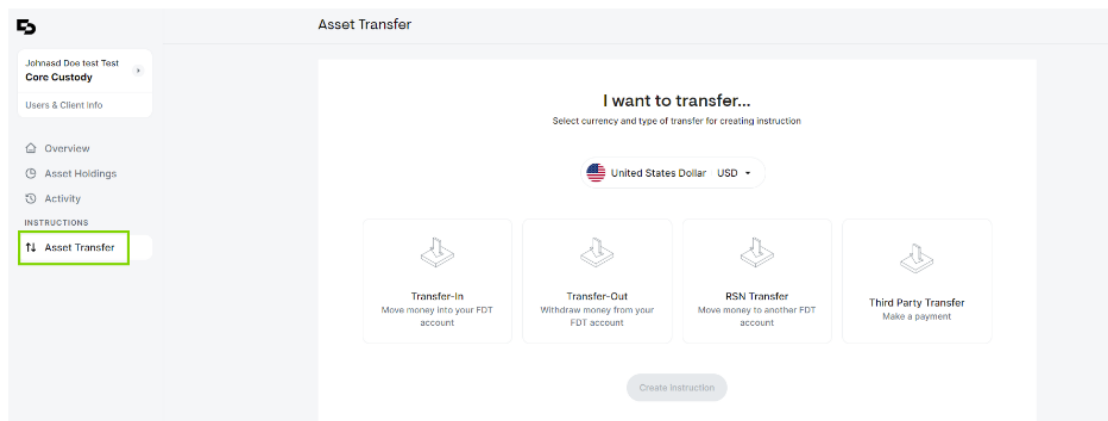 Asset Transfer
Johnasd Doe test Test
Core Custody
Users & Client Info
Overview
Asset Holdings
Activity
INSTRUCTIONS
Asset Transfer
I want to transfer...
Select currency and type of transfer for creating instruction
United States Dollar USD
Transfer-In
Move money into your FDT
account
Transfer-Out
Withdraw money from your
FDT account
RSN Transfer
Move money to another FDT
account
Third Party Transfer
Make a payment
Create Instruction